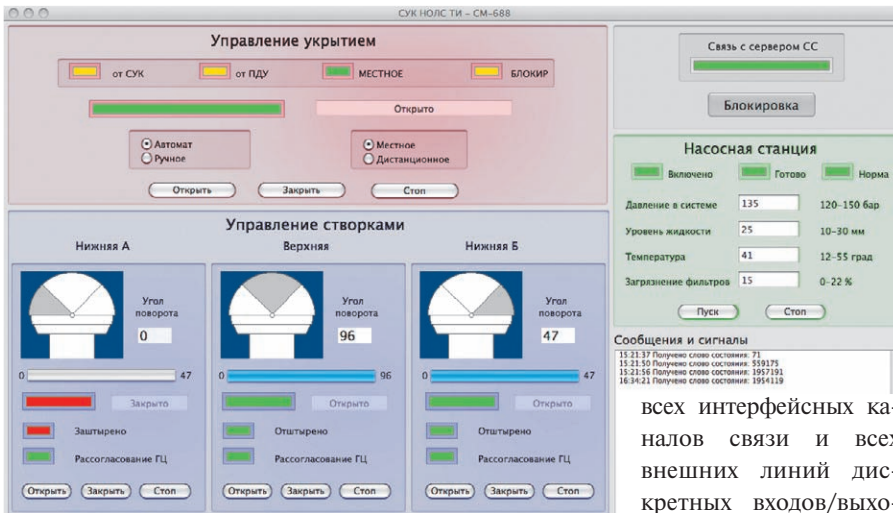 СУК НОЛС ТИ – СМ-688
Управление укрытием
от СУК от ПДУ МЕСТНОЕ БЛОКИР
Открыто
Автомат
Ручное
Местное
Дистанционное
Открыть Закрыть Стоп
Связь с сервером СС
Блокировка
Насосная станция
Включено Готово Норма
Давление в системе 135 120–150 бар
Уровень жидкости 25 10–30 мм
Температура 41 12–55 град
Загрязнение фильтров 15 0–22 %
Пуск Стоп
Управление створками
Нижняя А
Угол
поворота
0
0 47
Закрыто
Заштырено
Рассогласование ГЦ
Открыть Закрыть Стоп
Верхняя
Угол
поворота
96
0 96
Открыто
Отштырено
Рассогласование ГЦ
Открыть Закрыть Стоп
Нижняя Б
Угол
поворота
47
0 47
Открыто
Отштырено
Рассогласование ГЦ
Открыть Закрыть Стоп
Сообщения и сигналы
15:21:37 Получено слово состояния: 71
15:21:50 Получено слово состояния: 559175
15:21:56 Получено слово состояния: 1957191
16:34:21 Получено слово состояния: 1954119
всех интерфейсных ка-
налов связи и всех
внешних линий дис-
кретных входов/выхо-